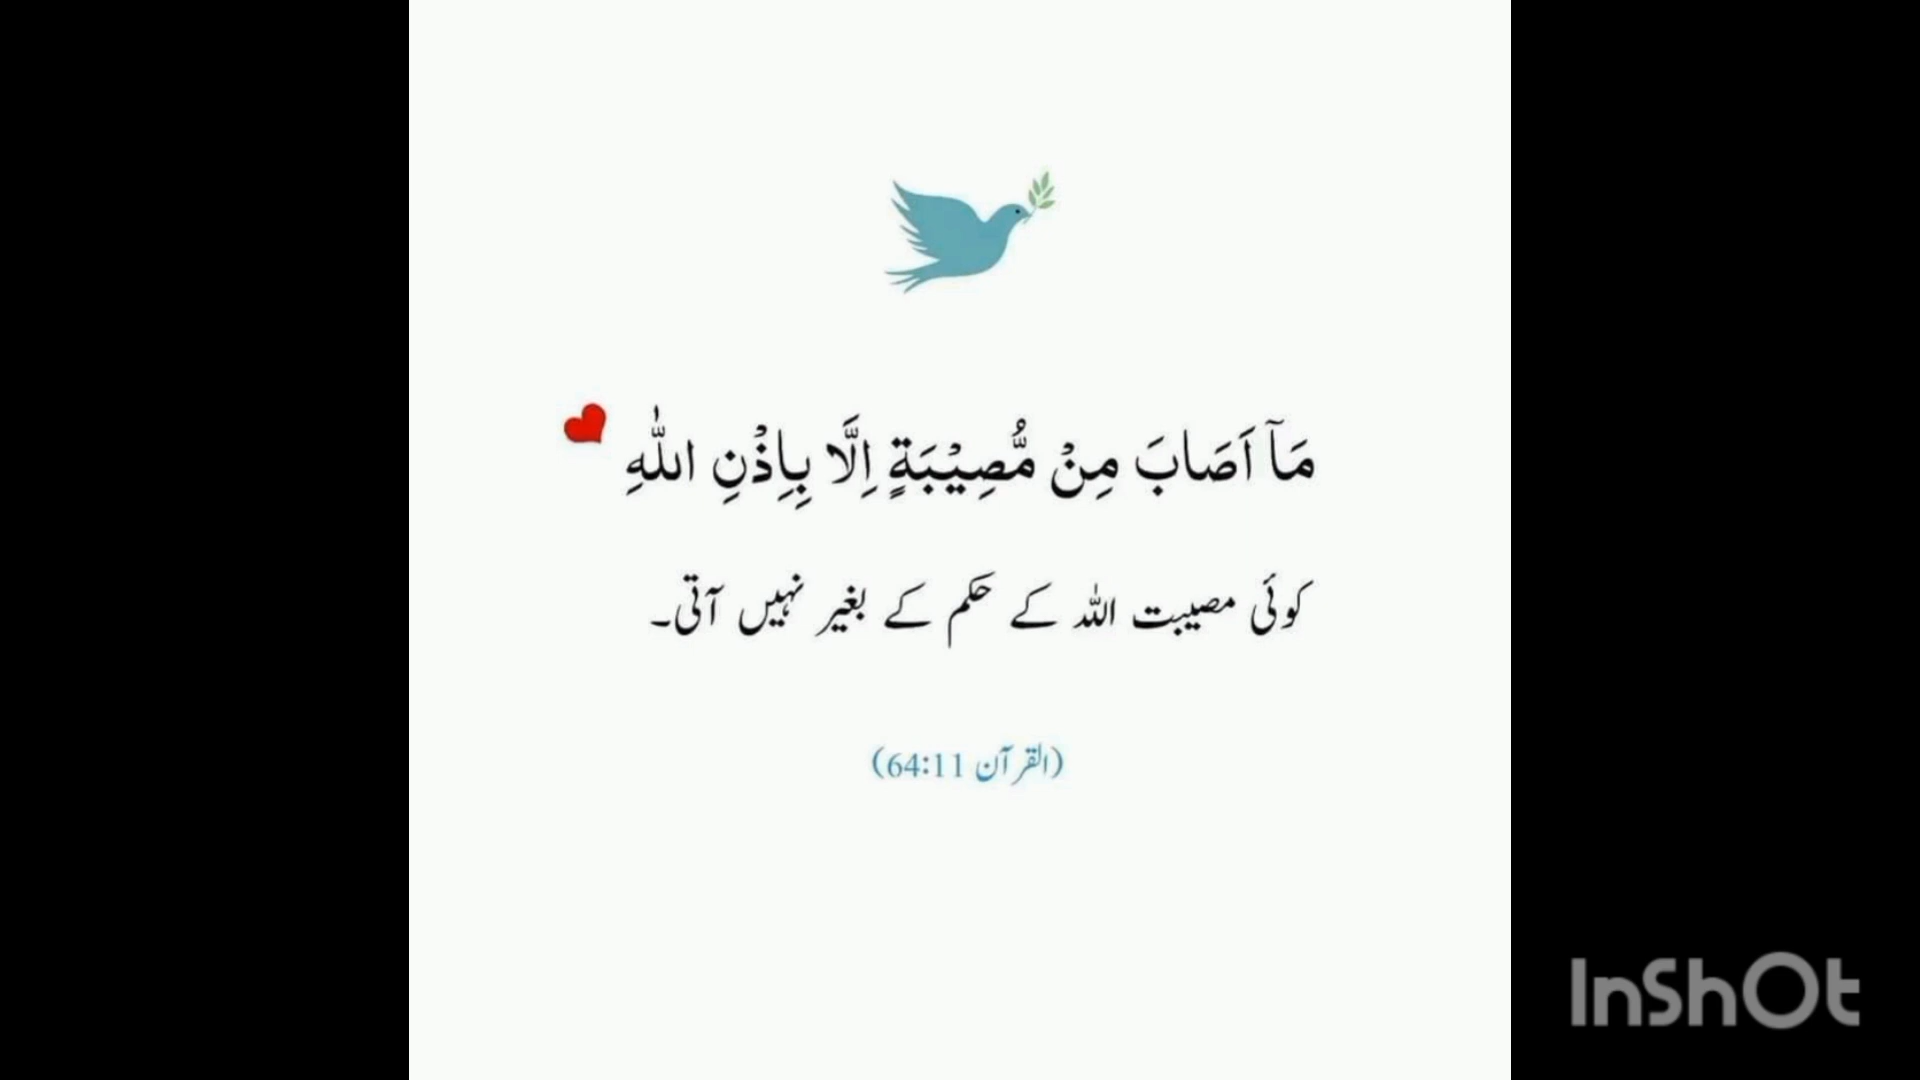 مَآ اَصَابَ مِنْ مُّصِيْبَةٍ اِلَّا بِاِذْنِ اللّٰهِ
کوئی مصیبت اللہ کے حکم کے بغیر نہیں آتی۔
(القرآن 64:11)
InShOt